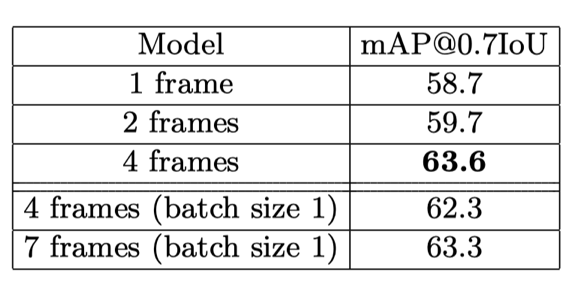 Model mAP@0.7IoU
1 frame 58.7
2 frames 59.7
4 frames 63.6
4 frames (batch size 1) 62.3
7 frames (batch size 1) 63.3